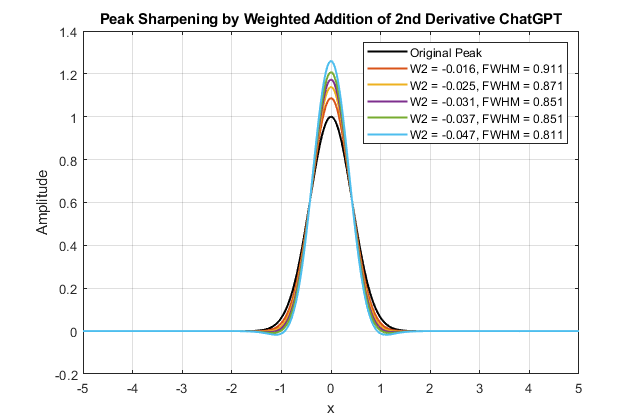 Peak Sharpening by Weighted Addition of 2nd Derivative ChatGPT
1.4
1.2
1
0.8
0.6
0.4
0.2
0
-0.2
Amplitude
Original Peak
W2 = -0.016, FWHM = 0.911
W2 = -0.025, FWHM = 0.871
W2 = -0.031, FWHM = 0.851
W2 = -0.037, FWHM = 0.851
W2 = -0.047, FWHM = 0.811
-5 -4 -3 -2 -1 0 1 2 3 4 5
x